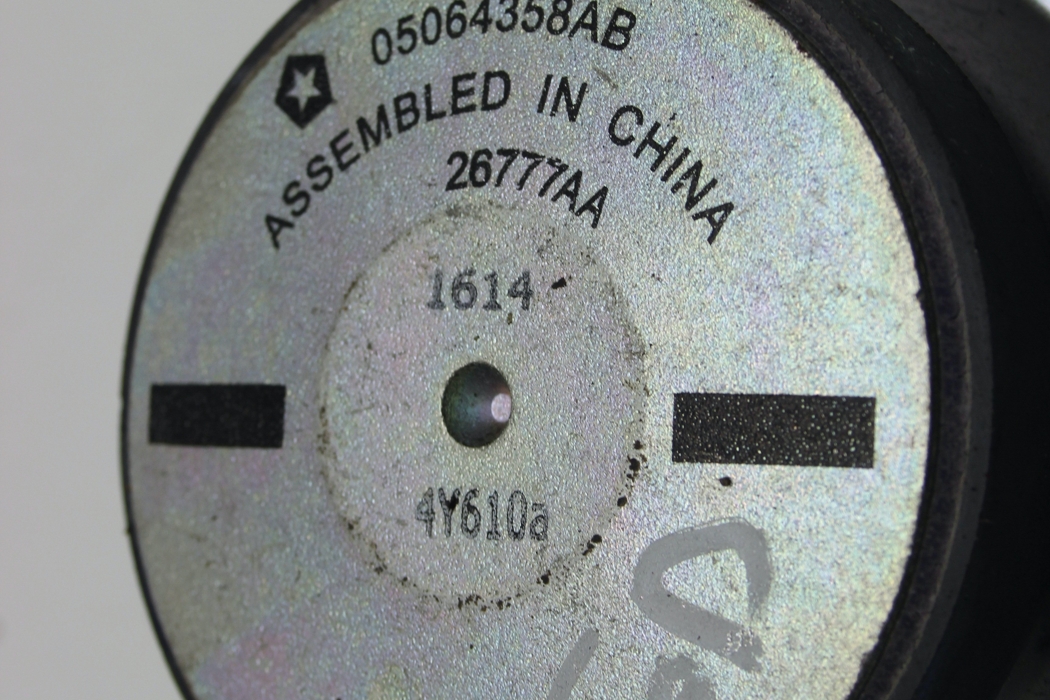 05064358AB
ASSEMBLED IN CHINA
26777AA
1614
4Y610a